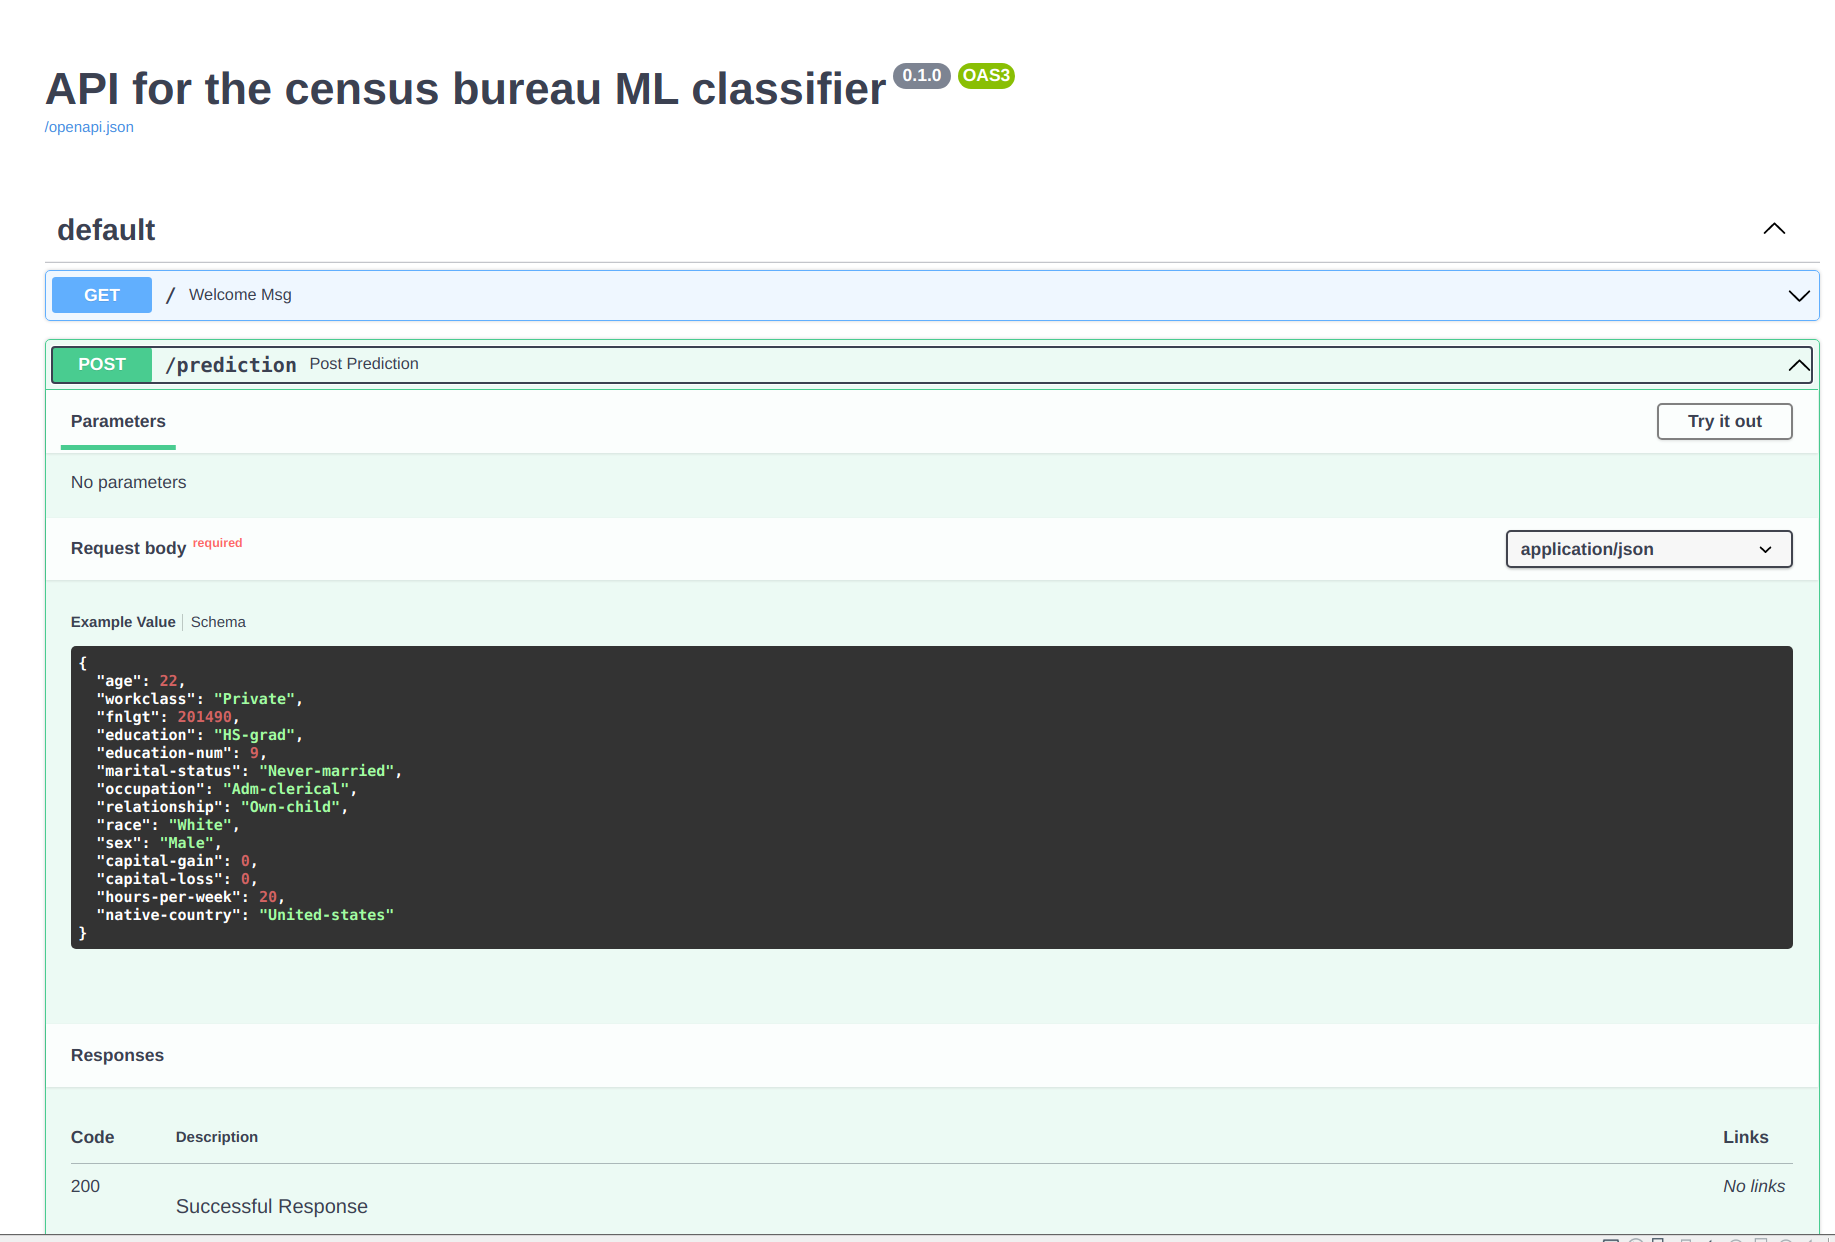 API for the census bureau ML classifier 0.1.0 OAS3
/openapi.json
default
GET / Welcome Msg
POST /prediction Post Prediction
Parameters Try it out
No parameters
Request body required application/json
Example Value Schema
{
"age": 22,
"workclass": "Private",
"fnlgt": 201490,
"education": "HS-grad",
"education-num": 9,
"marital-status": "Never-married",
"occupation": "Adm-clerical",
"relationship": "Own-child",
"race": "White",
"sex": "Male",
"capital-gain": 0,
"capital-loss": 0,
"hours-per-week": 20,
"native-country": "United-states"
}
Responses
Code Description Links
200 No links
Successful Response